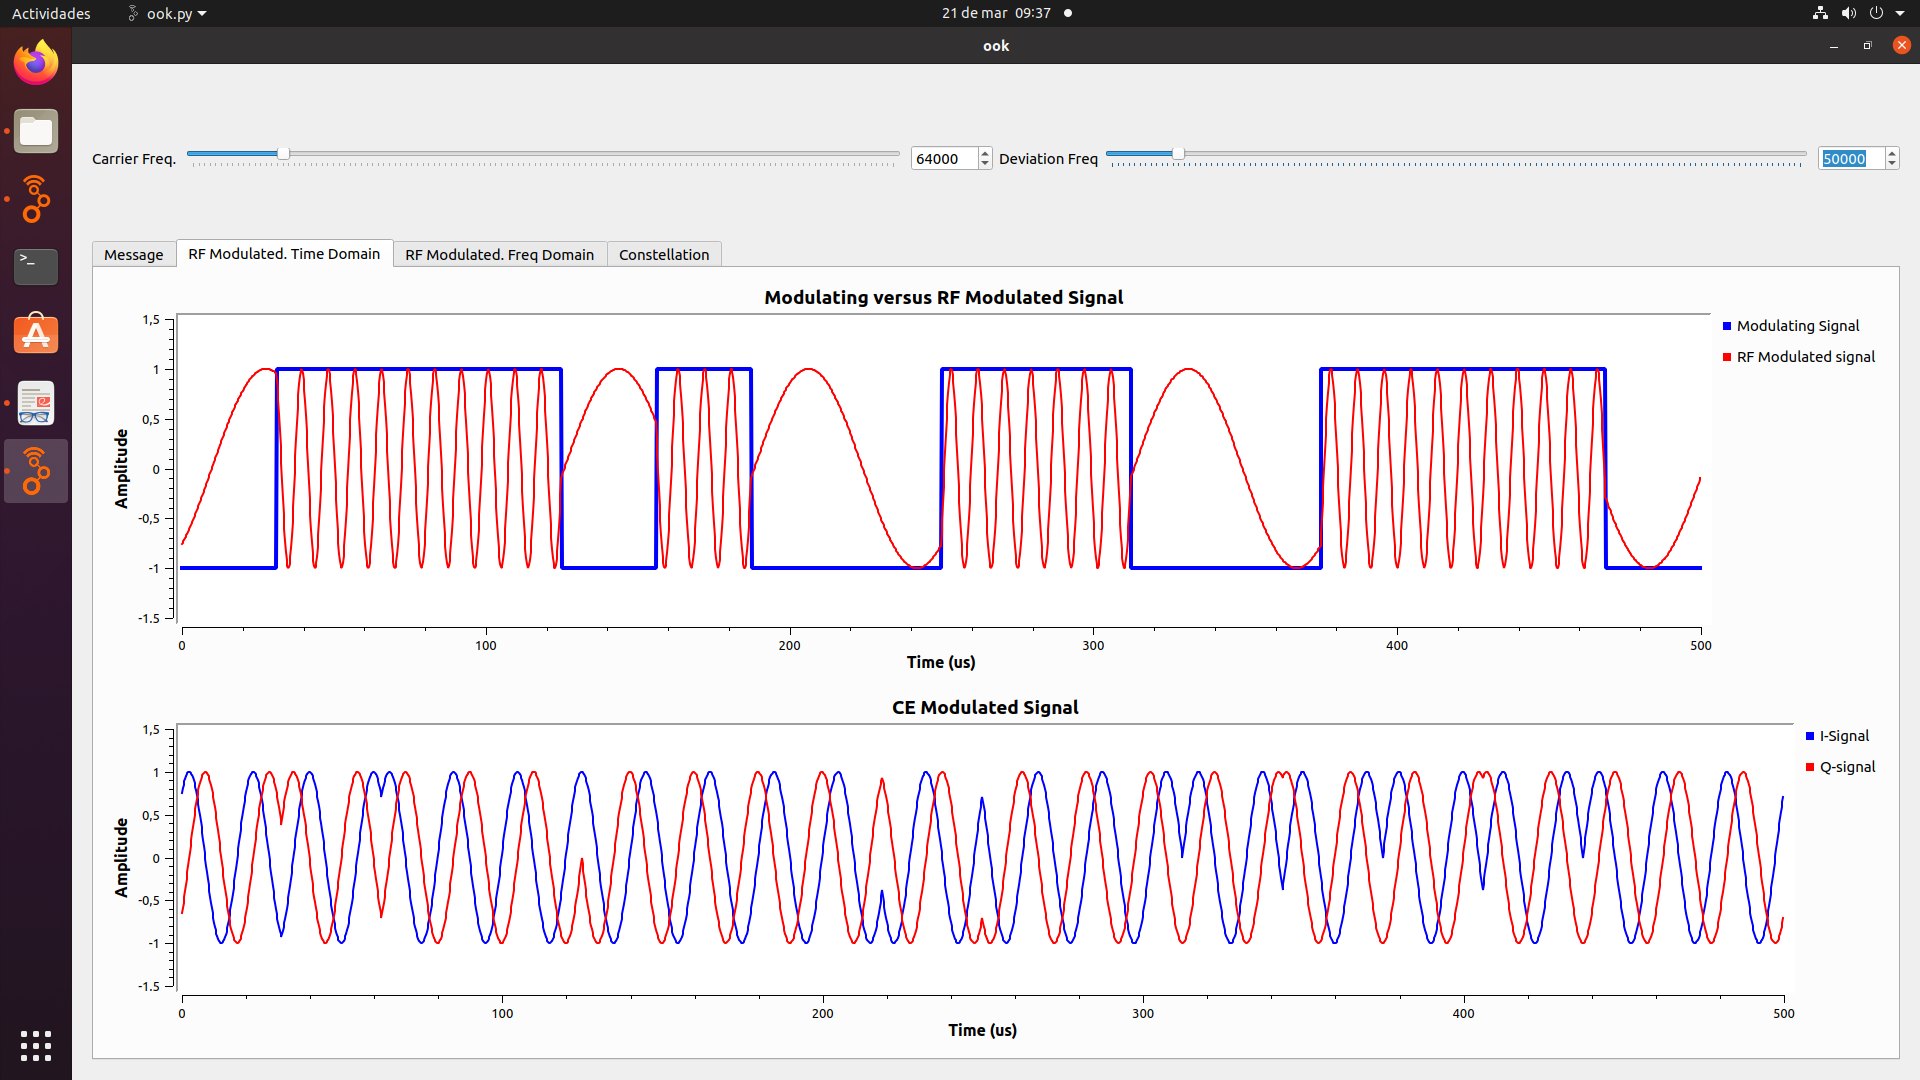 Actividades ook.py 21 de mar 09:37
ook
Carrier Freq. 64000 Deviation Freq 50000
Message RF Modulated. Time Domain RF Modulated. Freq Domain Constellation
Modulating versus RF Modulated Signal
1,5
1
0,5
0
-0,5
-1
-1.5
Amplitude
Modulating Signal
RF Modulated signal
0 100 200 300 400 500
Time (us)
CE Modulated Signal
1,5
1
0,5
0
-0,5
-1
-1.5
Amplitude
I-Signal
Q-signal
0 100 200 300 400 500
Time (us)